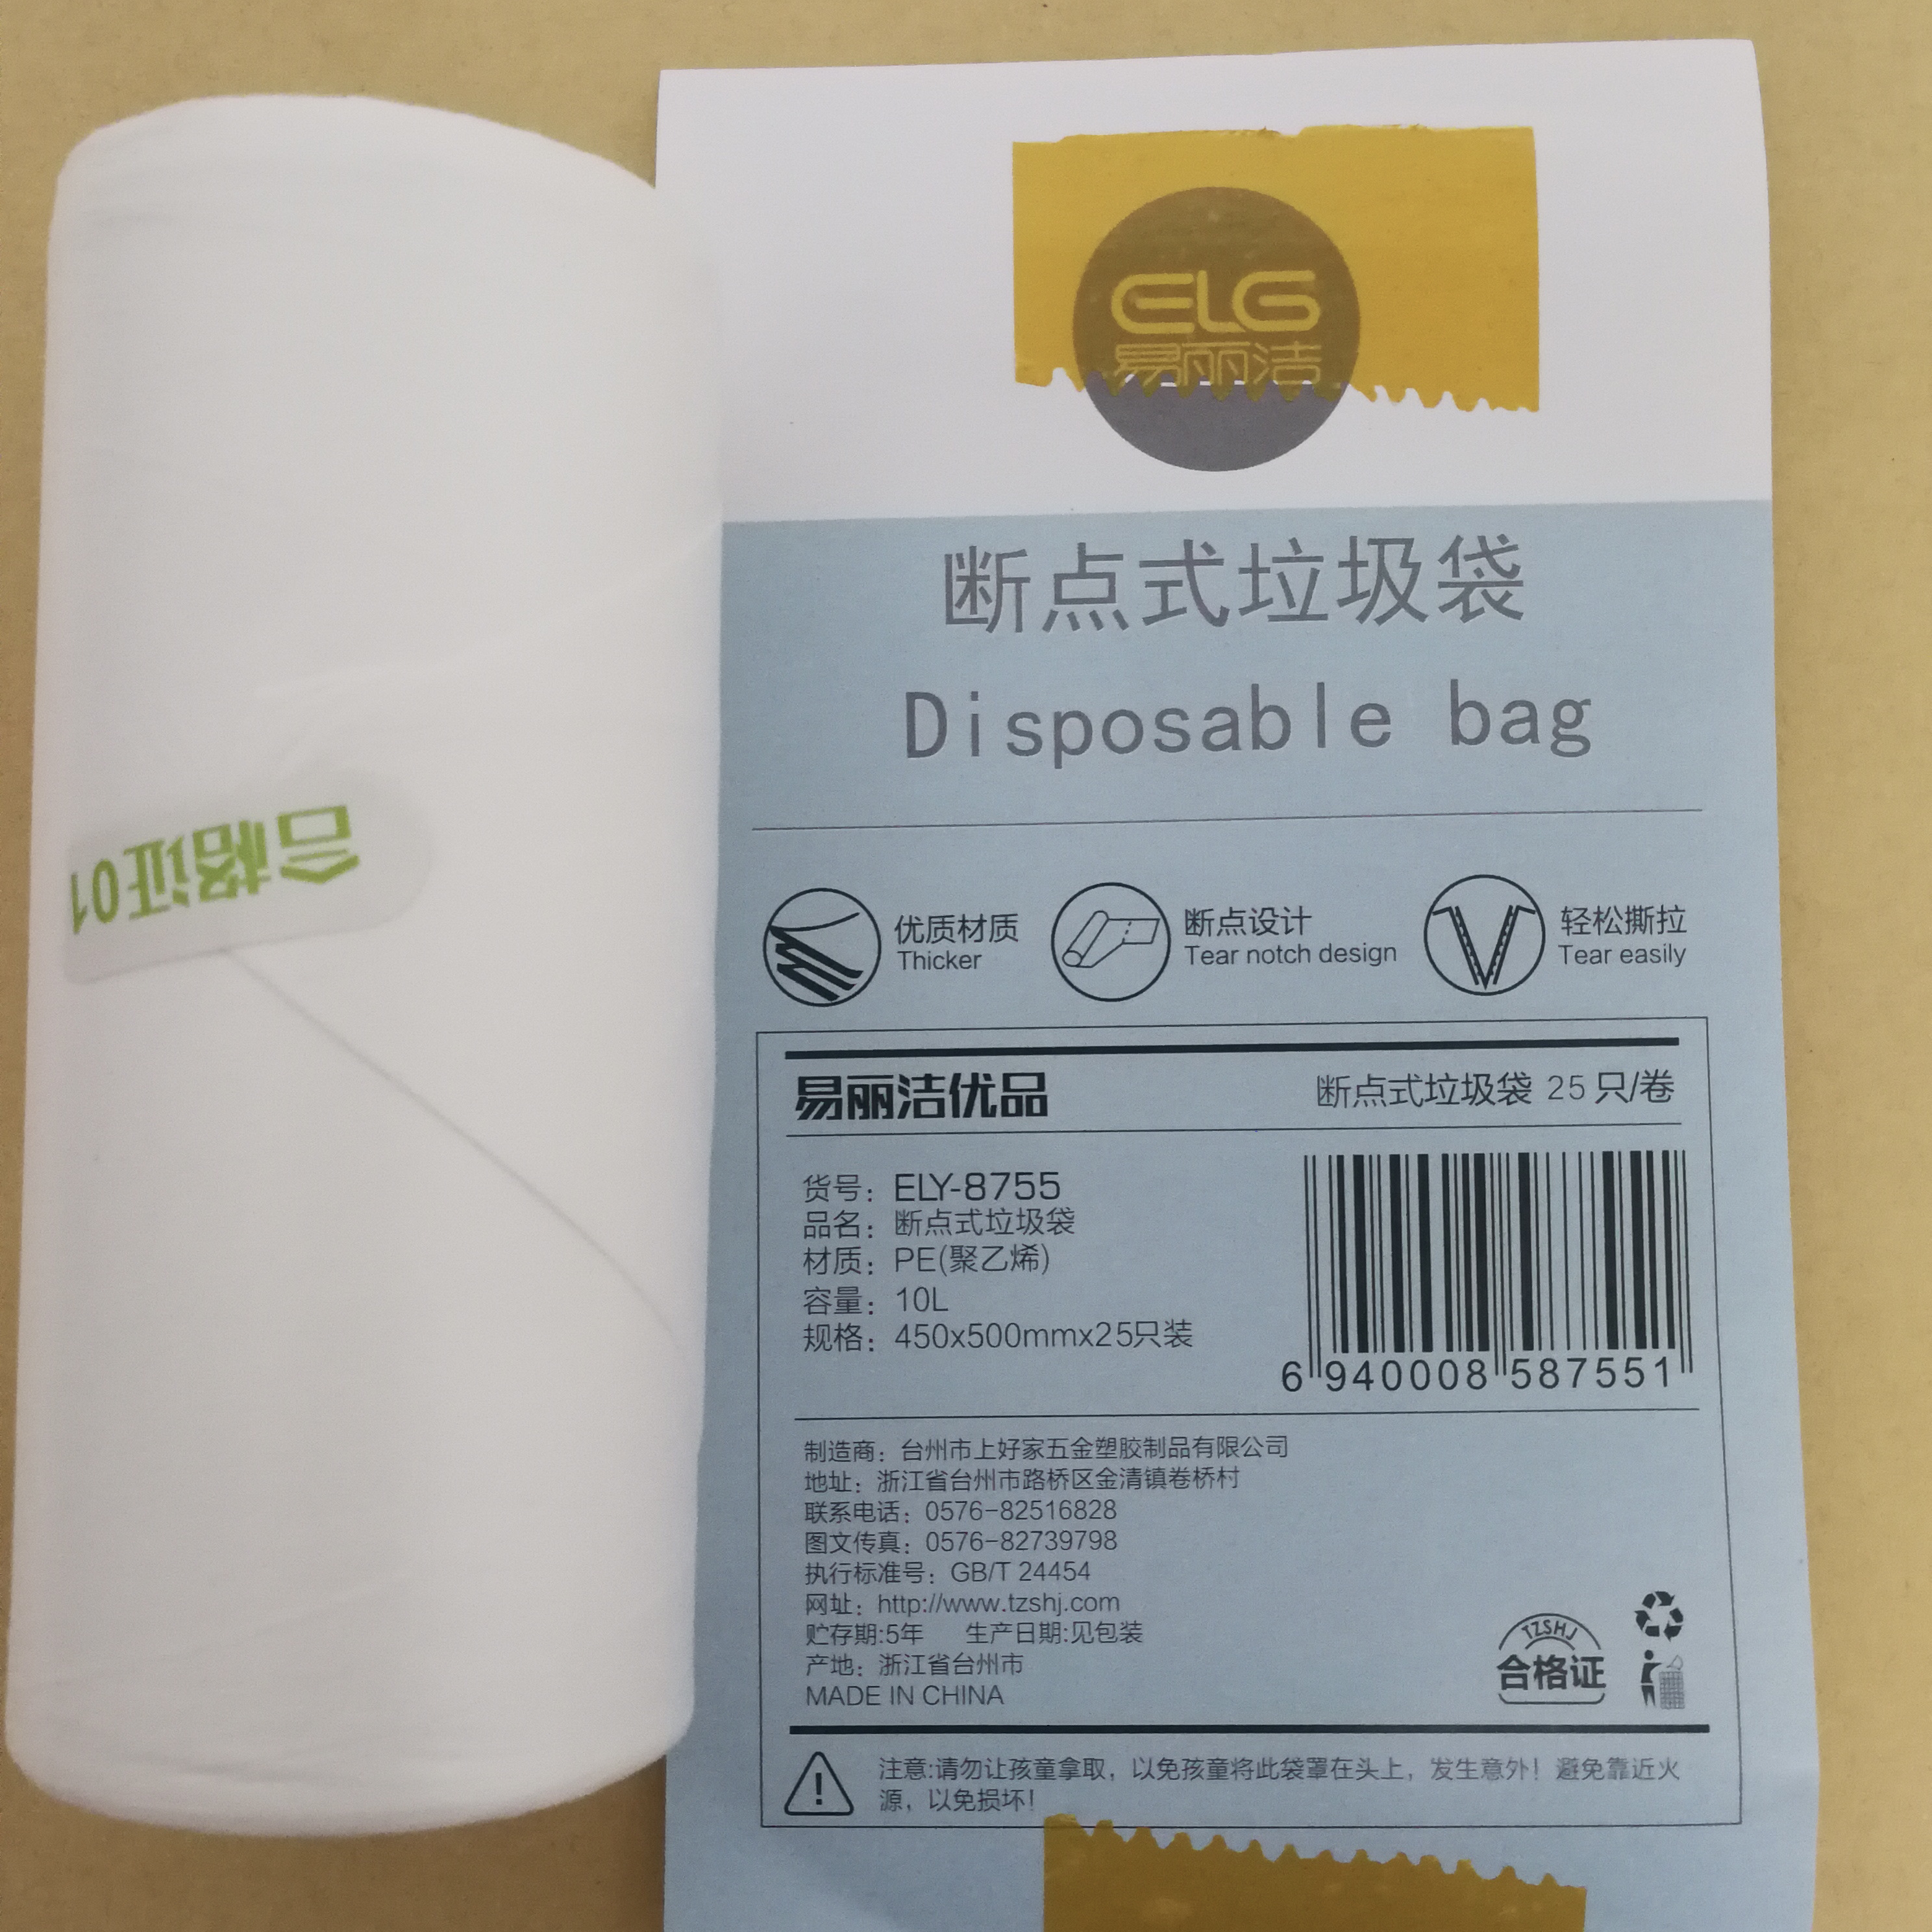 ELG
易丽洁
断点式垃圾袋
Disposable bag
优质材质
Thicker
断点设计
Tear notch design
轻松撕拉
Tear easily
易丽洁优品
断点式垃圾袋 25只/卷
货号：ELY-8755
品名：断点式垃圾袋
材质：PE(聚乙烯)
容量：10L
规格：450x500mmx25只装
6 940008 587551
制造商：台州市上好家五金塑胶制品有限公司
地址：浙江省台州市路桥区金清镇卷桥村
联系电话：0576-82516828
图文传真：0576-82739798
执行标准号：GB/T 24454
网址：http://www.tzshj.com
贮存期:5年 生产日期:见包装
产地：浙江省台州市
MADE IN CHINA
TZSHJ
合格证
注意:请勿让孩童拿取，以免孩童将此袋罩在头上，发生意外！避免靠近火
源，以免损坏！
合格证01